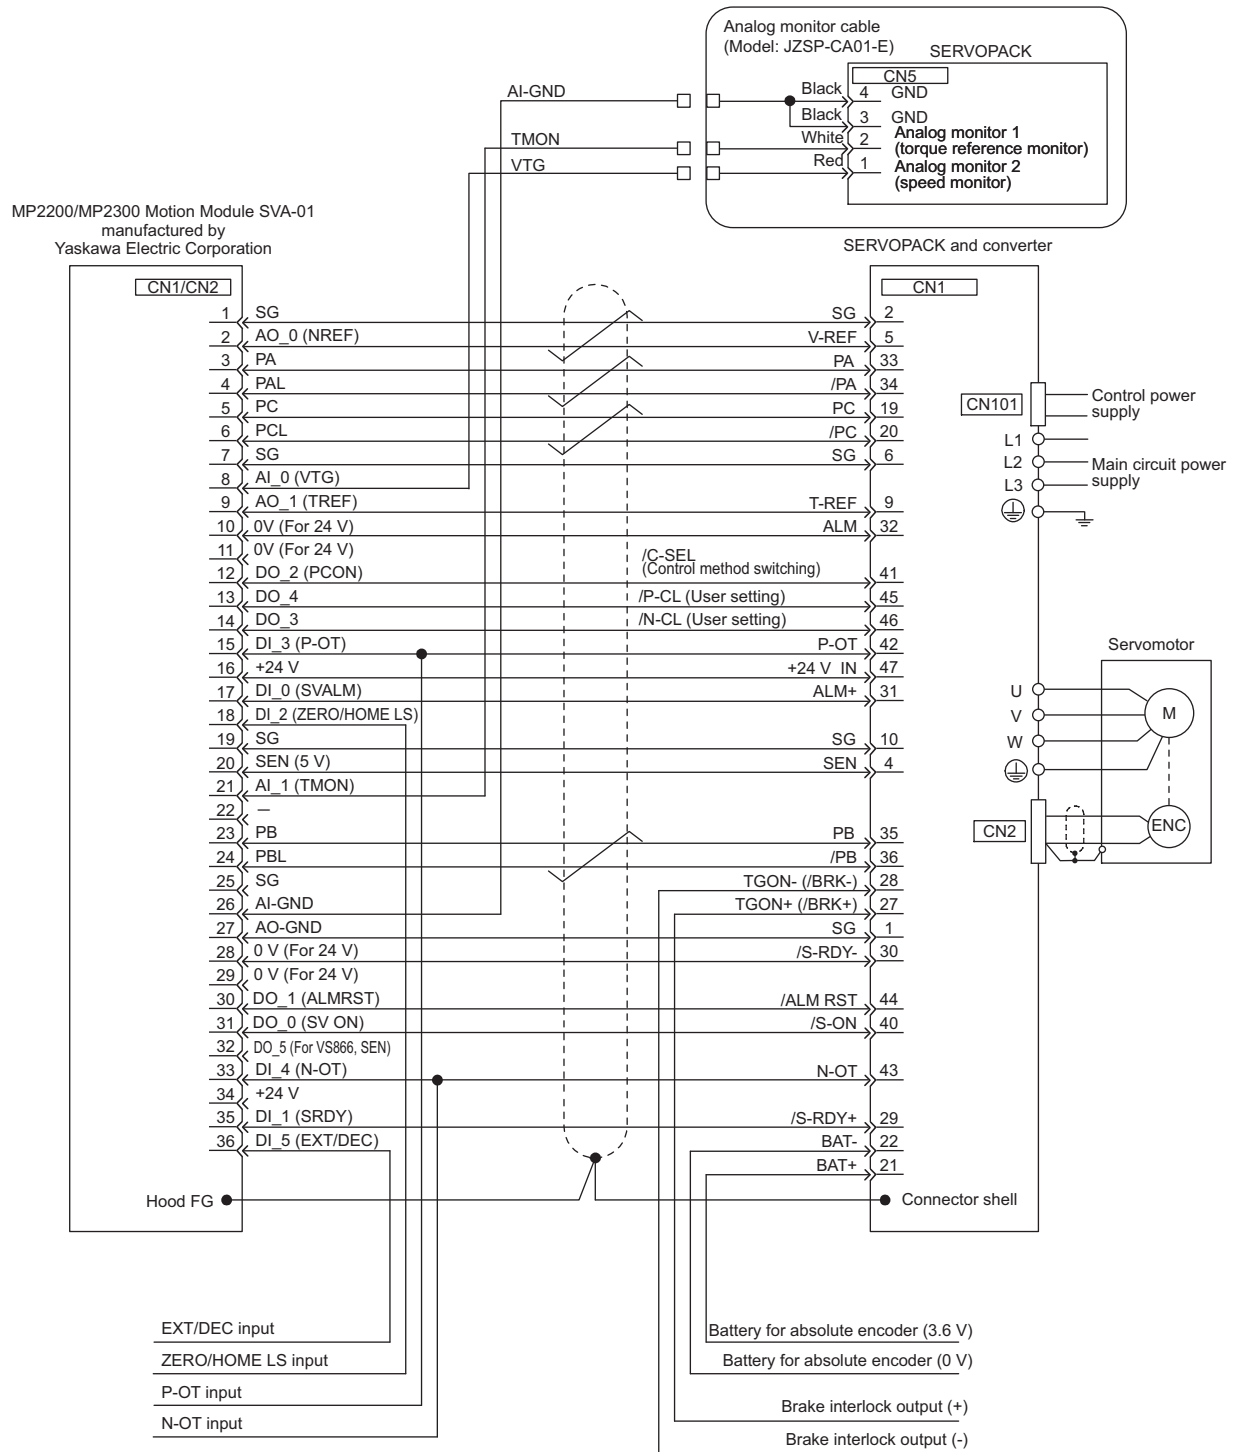 Analog monitor cable
(Model: JZSP-CA01-E)
SERVOPACK
CN5
AI-GND
Black 4 GND
Black 3 GND
TMON
White 2 Analog monitor 1
(torque reference monitor)
VTG
Red 1 Analog monitor 2
(speed monitor)
MP2200/MP2300 Motion Module SVA-01
manufactured by
Yaskawa Electric Corporation
SERVOPACK and converter
CN1/CN2
CN1
1 SG SG 2
2 AO_0 (NREF) V-REF 5
3 PA PA 33
4 PAL /PA 34
5 PC PC 19
6 PCL /PC 20
7 SG SG 6
8 AI_0 (VTG)
9 AO_1 (TREF) T-REF 9
10 0V (For 24 V) ALM 32
11 0V (For 24 V)
/C-SEL
(Control method switching)
12 DO_2 (PCON) 41
13 DO_4 /P-CL (User setting) 45
14 DO_3 /N-CL (User setting) 46
15 DI_3 (P-OT) P-OT 42
16 +24 V +24 V IN 47
17 DI_0 (SVALM) ALM+ 31
18 DI_2 (ZERO/HOME LS)
19 SG SG 10
20 SEN (5 V) SEN 4
21 AI_1 (TMON)
22 –
23 PB PB 35
24 PBL /PB 36
25 SG TGON- (/BRK-) 28
26 AI-GND TGON+ (/BRK+) 27
27 AO-GND SG 1
28 0 V (For 24 V) /S-RDY- 30
29 0 V (For 24 V)
30 DO_1 (ALMRST) /ALM RST 44
31 DO_0 (SV ON) /S-ON 40
32 DO_5 (For VS866, SEN)
33 DI_4 (N-OT) N-OT 43
34 +24 V
35 DI_1 (SRDY) /S-RDY+ 29
36 DI_5 (EXT/DEC) BAT- 22
BAT+ 21
Hood FG
Connector shell
CN101
Control power
supply
L1
L2
L3
Main circuit power
supply
Servomotor
U
V
W
M
CN2
ENC
EXT/DEC input
ZERO/HOME LS input
P-OT input
N-OT input
Battery for absolute encoder (3.6 V)
Battery for absolute encoder (0 V)
Brake interlock output (+)
Brake interlock output (-)